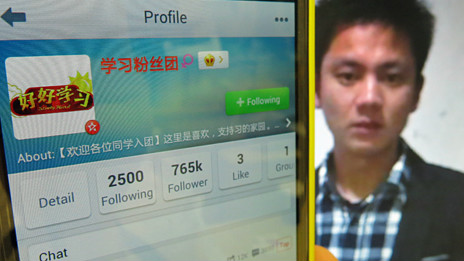 Profile
学习粉丝团
好好学习
+ Following
About:【欢迎各位同学入团】这里是喜欢，支持习的家园。..
Detail
2500 Following
765k Follower
3 Like
1 Grou
Chat
12K